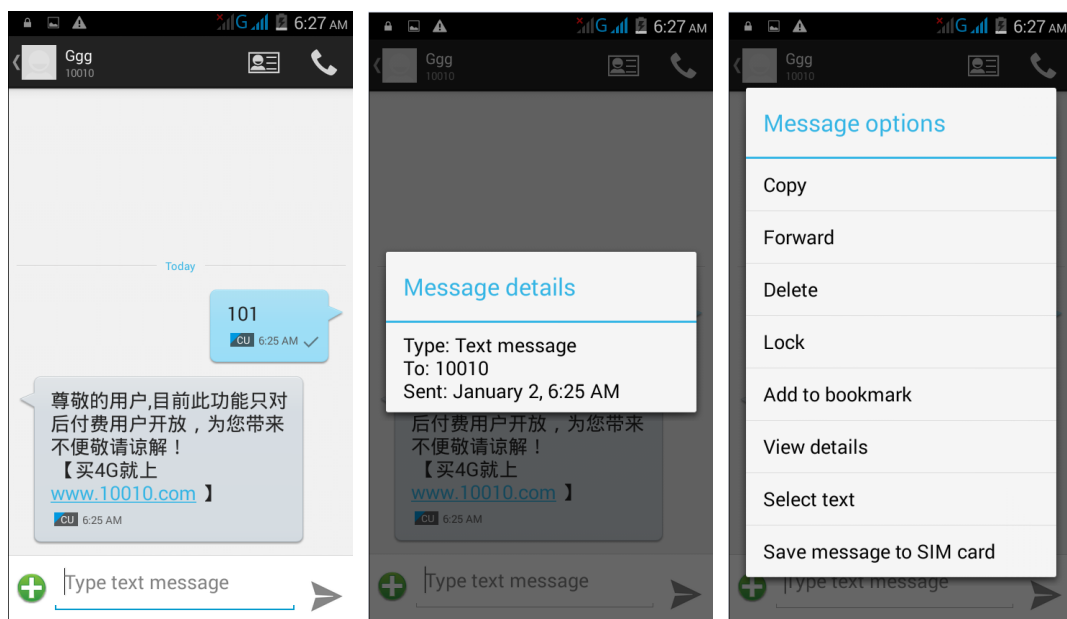 G 6:27 AM
Ggg
10010
Today
101
CU 6:25 AM
尊敬的用户,目前此功能只对
后付费用户开放，为您带来
不便敬请谅解！
【买4G就上
www.10010.com 】
CU 6:25 AM
Type text message
G 6:27 AM
Ggg
10010
Message details
Type: Text message
To: 10010
Sent: January 2, 6:25 AM
后付费用户开放，为您带来
不便敬请谅解！
【买4G就上
www.10010.com 】
CU 6:25 AM
Type text message
G 6:27 AM
Ggg
10010
Message options
Copy
Forward
Delete
Lock
Add to bookmark
View details
Select text
Save message to SIM card
Type text message